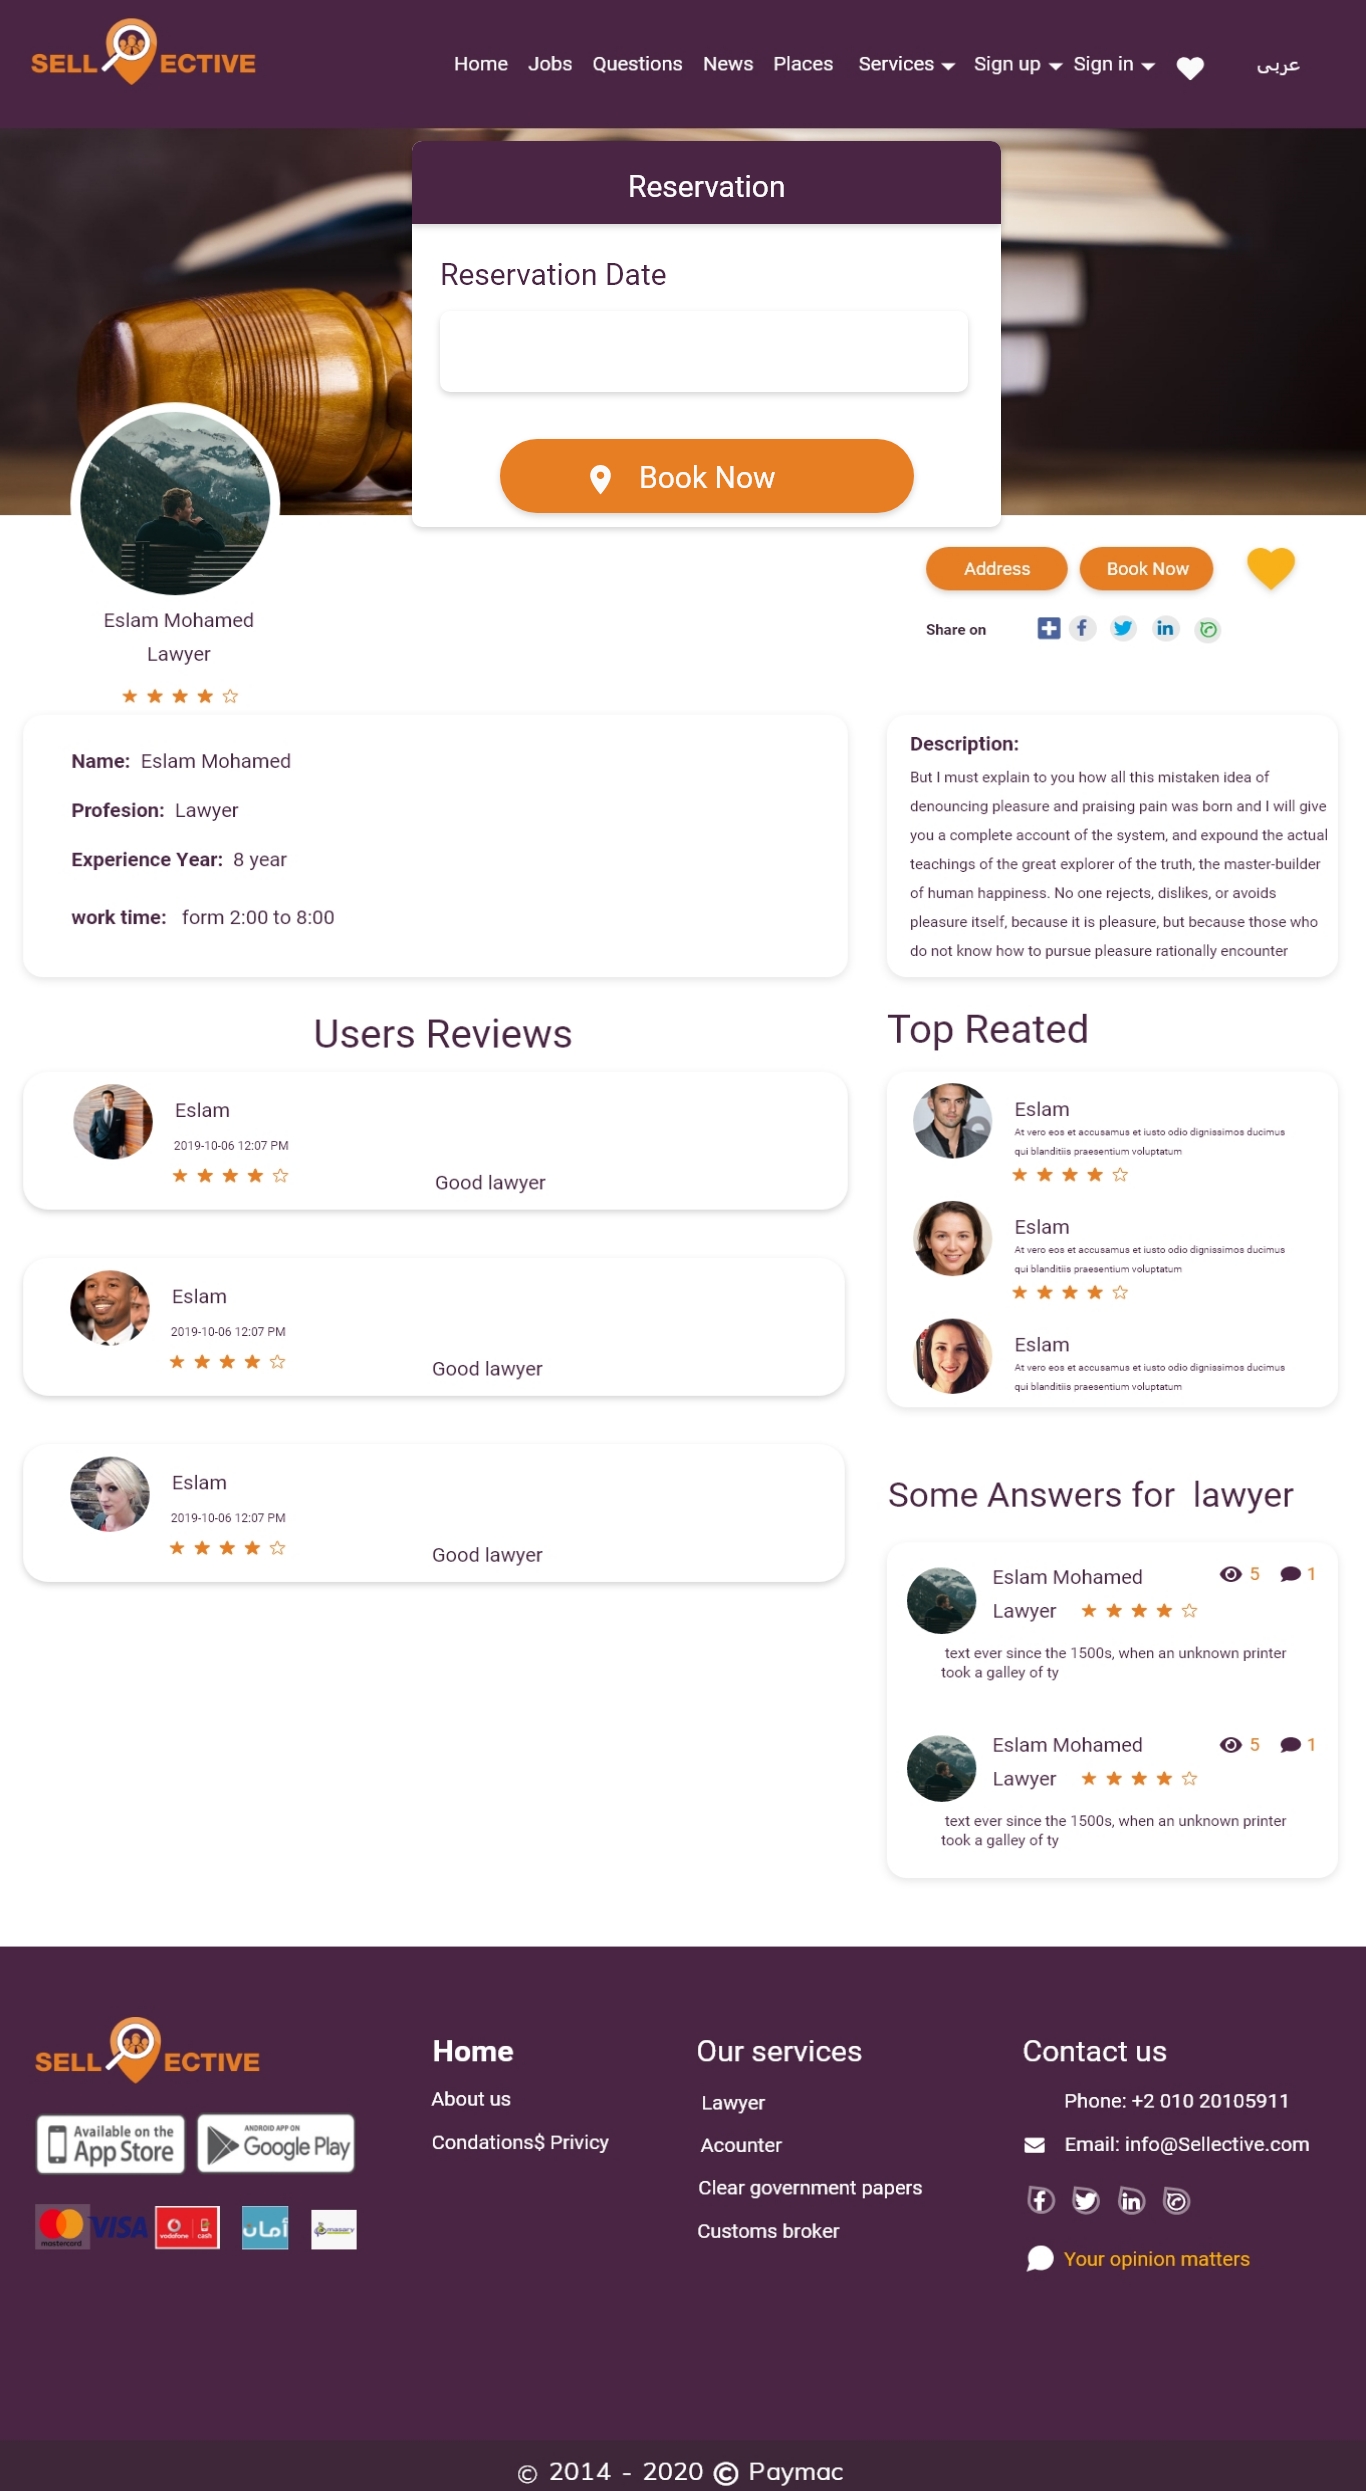 SELL ECTIVE
Home Jobs Questions News Places Services Sign up Sign in عربى
Reservation
Reservation Date
Book Now
Address Book Now
Share on
Eslam Mohamed
Lawyer
Name: Eslam Mohamed
Profesion: Lawyer
Experience Year: 8 year
work time: form 2:00 to 8:00
Description:
But I must explain to you how all this mistaken idea of
denouncing pleasure and praising pain was born and I will give
you a complete account of the system, and expound the actual
teachings of the great explorer of the truth, the master-builder
of human happiness. No one rejects, dislikes, or avoids
pleasure itself, because it is pleasure, but because those who
do not know how to pursue pleasure rationally encounter
Users Reviews
Eslam
2019-10-06 12:07 PM
Good lawyer
Eslam
2019-10-06 12:07 PM
Good lawyer
Eslam
2019-10-06 12:07 PM
Good lawyer
Top Reated
Eslam
At vero eos et accusamus et iusto odio dignissimos ducimus
qui blanditiis praesentium voluptatum
Eslam
At vero eos et accusamus et iusto odio dignissimos ducimus
qui blanditiis praesentium voluptatum
Eslam
At vero eos et accusamus et iusto odio dignissimos ducimus
qui blanditiis praesentium voluptatum
Some Answers for lawyer
Eslam Mohamed 5 1
Lawyer
text ever since the 1500s, when an unknown printer
took a galley of ty
Eslam Mohamed 5 1
Lawyer
text ever since the 1500s, when an unknown printer
took a galley of ty
SELL ECTIVE
Available on the
App Store
ANDROID APP ON
Google Play
mastercard
VISA
vodafone cash
أمان
masary
Home
About us
Condations$ Privicy
Our services
Lawyer
Acounter
Clear government papers
Customs broker
Contact us
Phone: +2 010 20105911
Email: info@Sellective.com
Your opinion matters
© 2014 - 2020 © Paymac